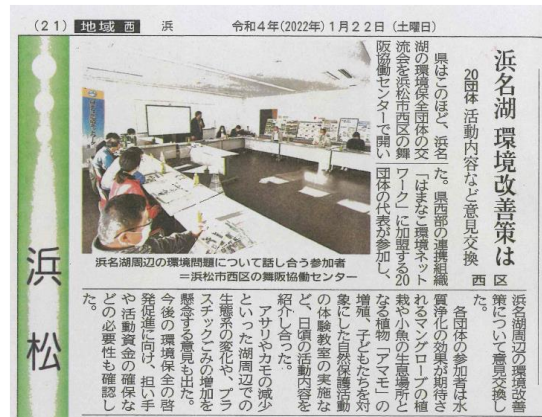 (21) 地域 西 浜 令和4年(2022年)1月22日(土曜日)
浜名湖 環境改善策は
20団体 活動内容など意見交換
西区
県はこのほど、浜名
湖の環境保全団体の交
流会を浜松市西区の舞
阪協働センターで開い
た。県西部の連携組織
「はまなこ環境ネット
ワーク」に加盟する20
団体の代表が参加し、
浜名湖周辺の環境改善
策について意見交換し
た。
各団体の参加者は水
質浄化の効果が期待さ
れるマングローブの植
栽や小魚の生息場所と
なる植物「アマモ」の
増殖、子どもたちを対
象にした自然保護活動
の体験教室の実施な
ど、日頃の活動内容を
紹介し合った。
アサリやカモの減少
といった湖周辺での
生態系の変化や、プラ
スチックごみの増加を
懸念する意見も出た。
今後の環境保全の啓
発促進に向け、担い手
や活動資金の確保な
どの必要性も確認し
た。
浜名湖周辺の環境問題について話し合う参加者
=浜松市西区の舞阪協働センター
浜松